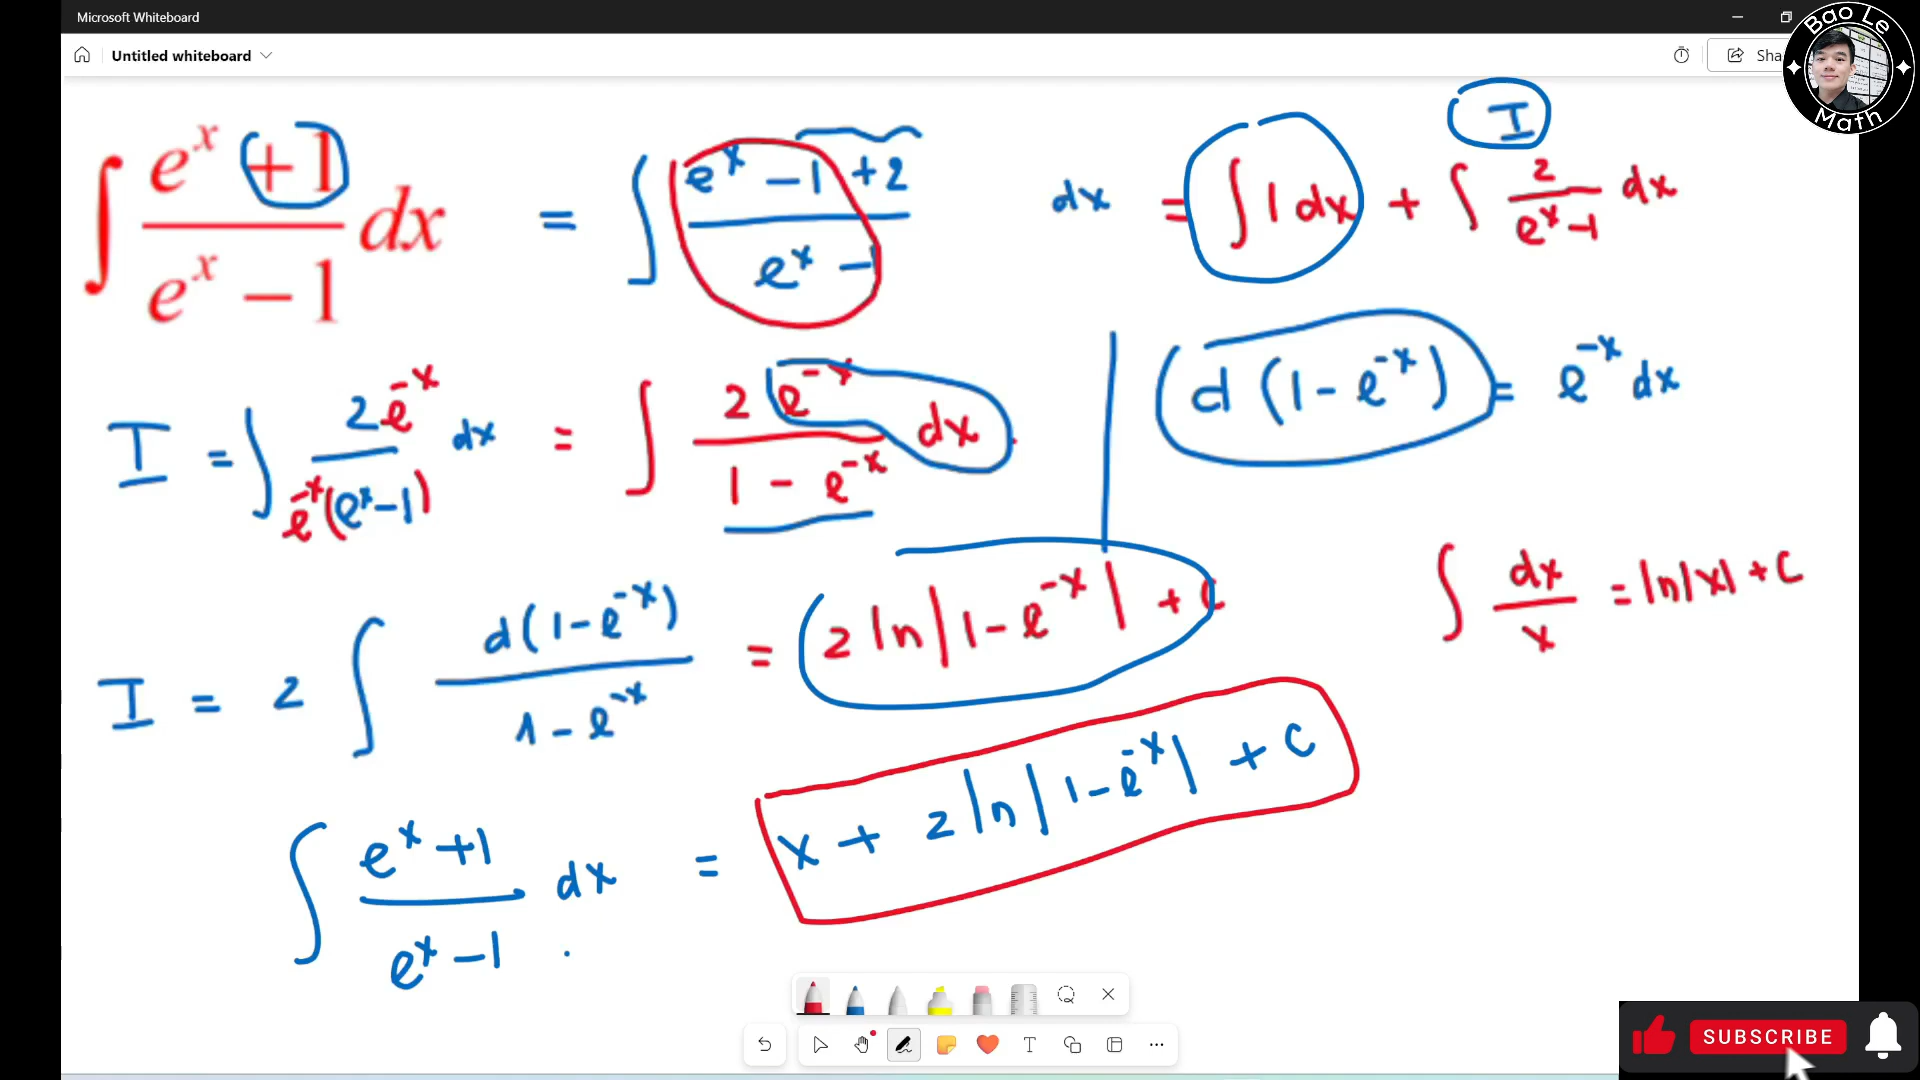 Microsoft Whiteboard
Untitled whiteboard
Sha
Bao Le
Math
∫ (e^x + 1)/(e^x − 1) dx = ∫ (e^x − 1 + 2)/(e^x − 1) dx = ∫ 1 dx + ∫ 2/(e^x − 1) dx
I
I = ∫ 2e^{-x}/(e^{-x}(e^x − 1)) dx = ∫ 2e^{-x}/(1 − e^{-x}) dx
d(1 − e^{-x}) = e^{-x} dx
I = 2 ∫ d(1 − e^{-x})/(1 − e^{-x}) = 2 ln|1 − e^{-x}| + C
∫ dx/x = ln|x| + C
∫ (e^x + 1)/(e^x − 1) dx = x + 2 ln|1 − e^{-x}| + C
T
SUBSCRIBE